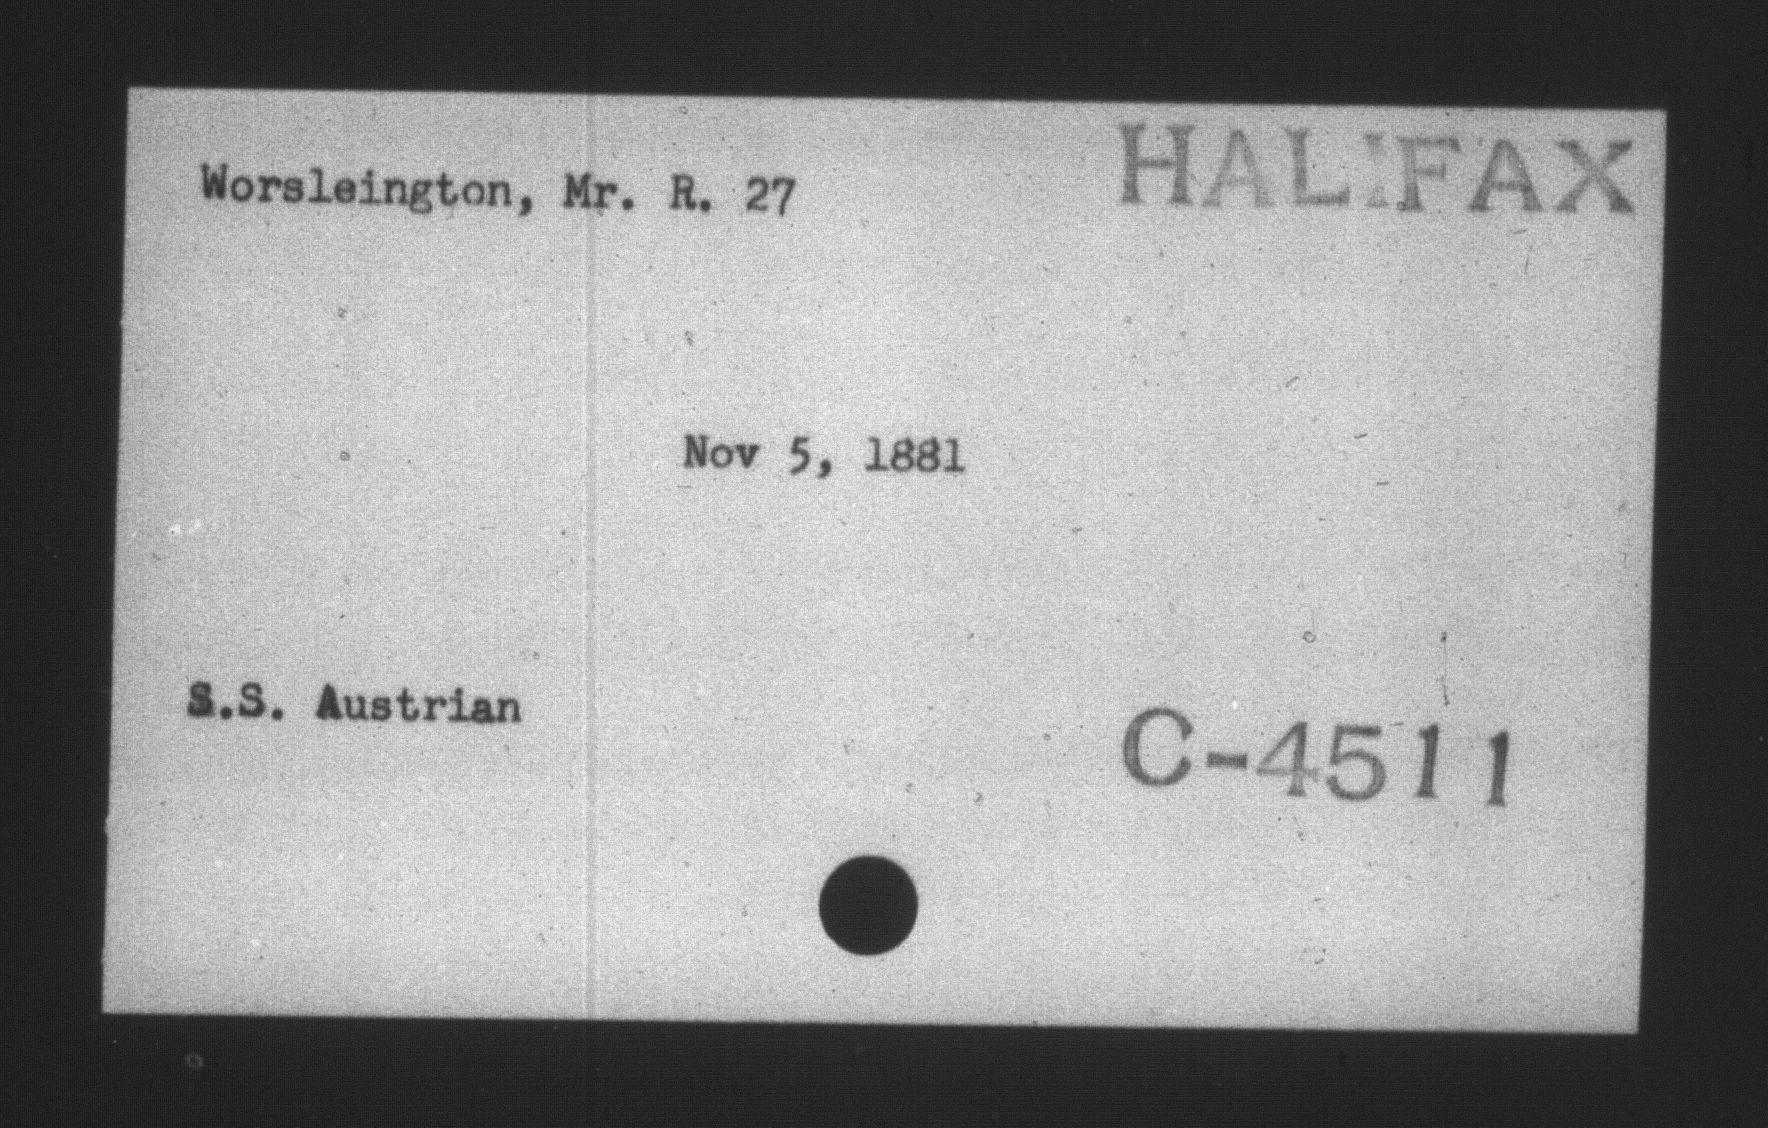 HALIFAX
Worsleington, Mr. R. 27
Nov 5, 1881
S.S. Austrian
C-4511